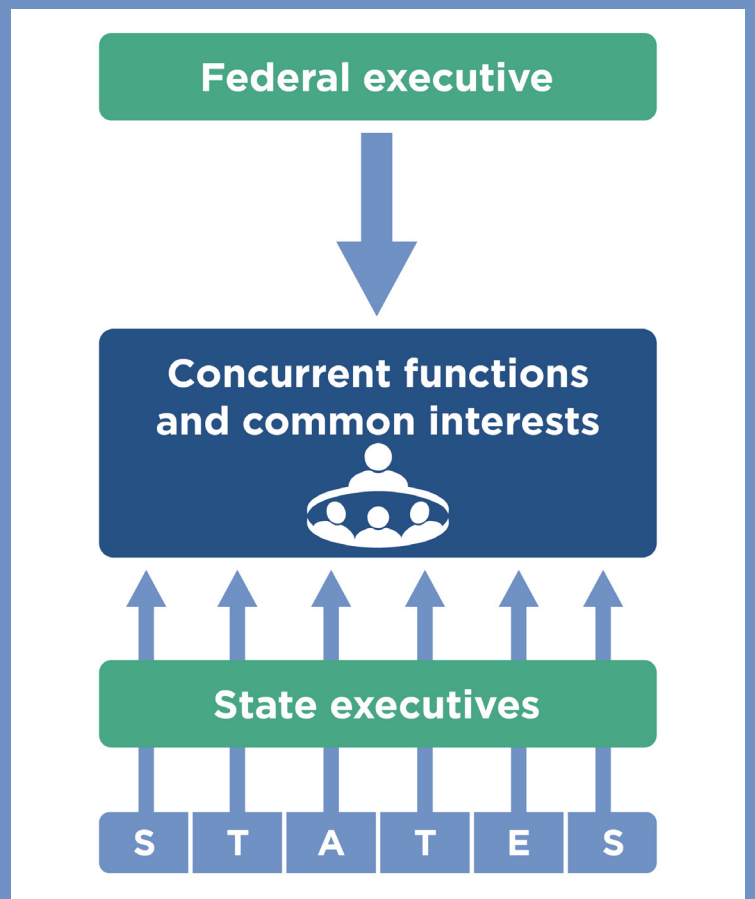 Federal executive
Concurrent functions
and common interests
State executives
S T A T E S